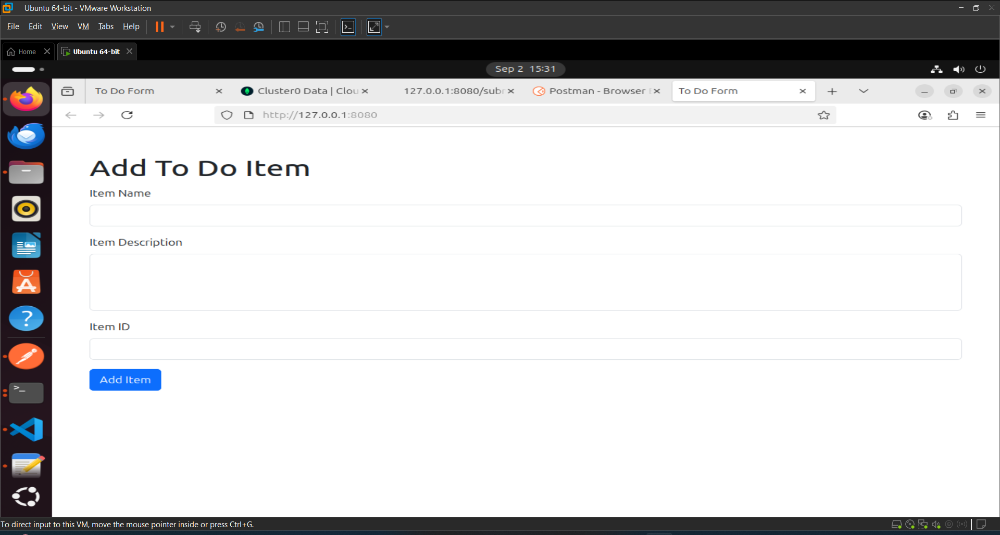 Ubuntu 64-bit - VMware Workstation
File Edit View VM Tabs Help
Home Ubuntu 64-bit
Sep 2 15:31
To Do Form Cluster0 Data | Clou 127.0.0.1:8080/subm Postman - Browser To Do Form
http://127.0.0.1:8080
Add To Do Item
Item Name
Item Description
Item ID
Add Item
To direct input to this VM, move the mouse pointer inside or press Ctrl+G.